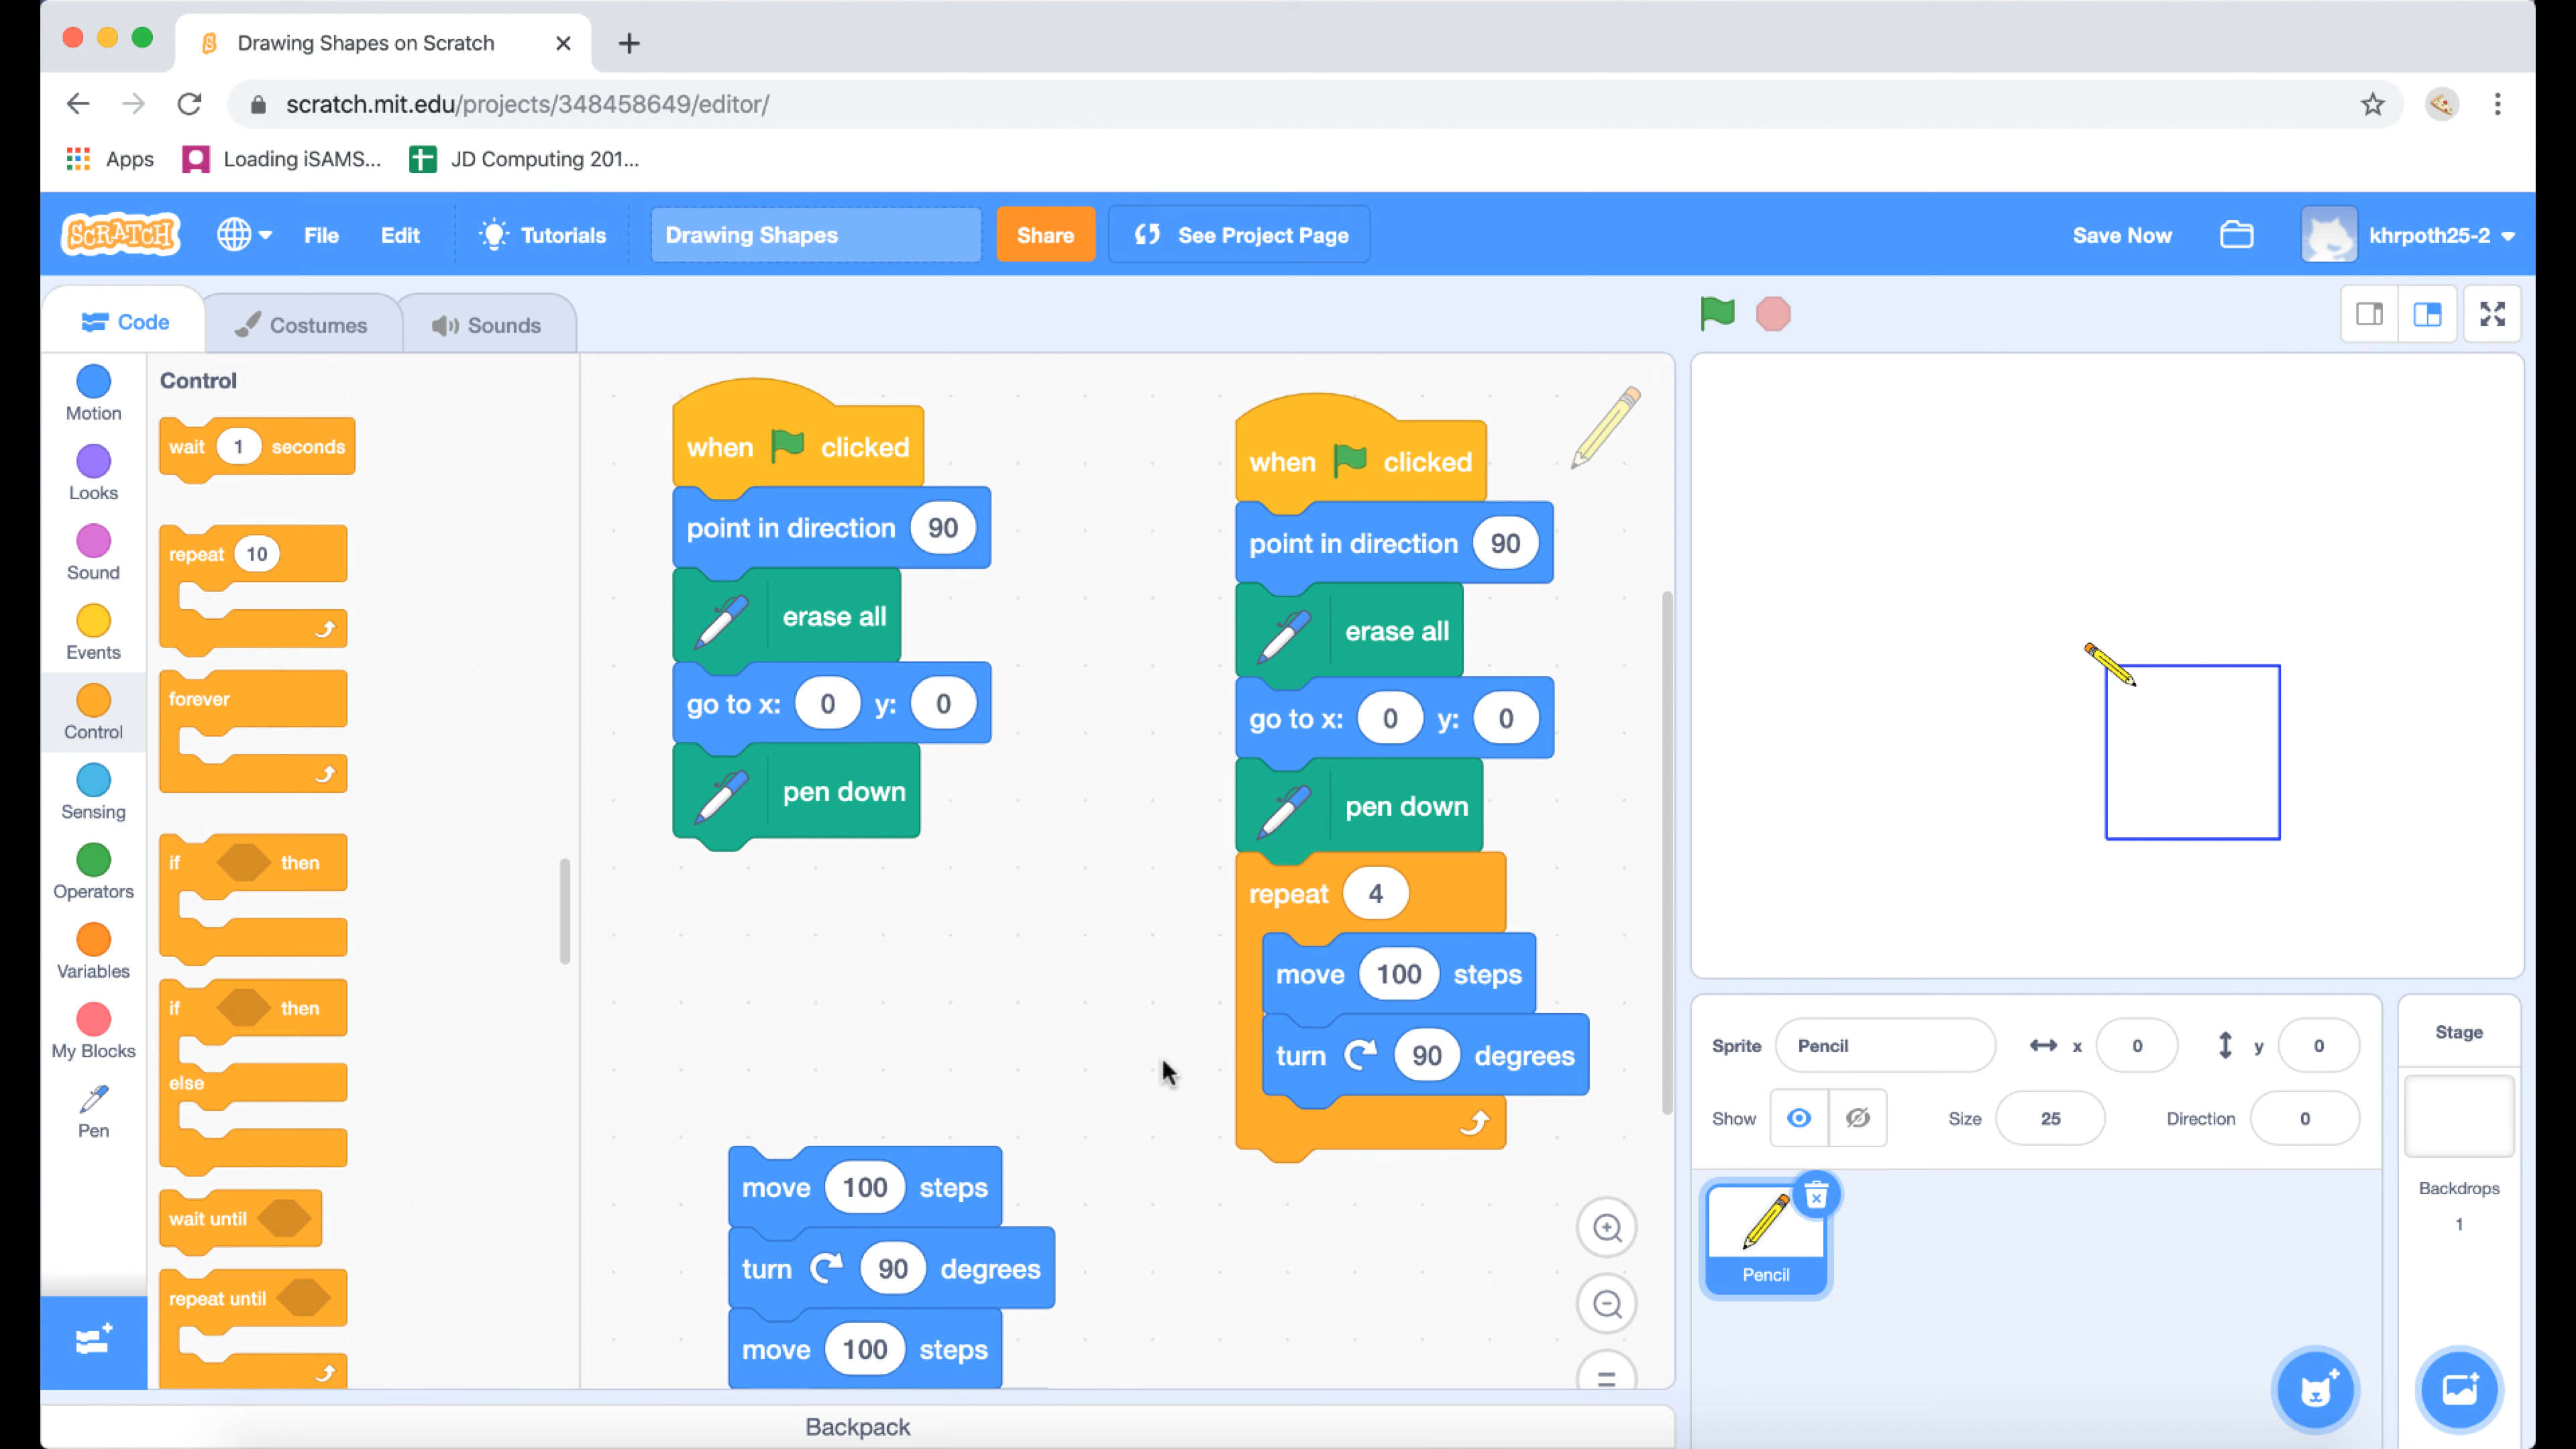 Drawing Shapes on Scratch
scratch.mit.edu/projects/348458649/editor/
Apps Loading iSAMS... JD Computing 201...
SCRATCH File Edit Tutorials Drawing Shapes Share See Project Page Save Now khrpoth25-2
Code Costumes Sounds
Motion
Looks
Sound
Events
Control
Sensing
Operators
Variables
My Blocks
Pen
Control
wait 1 seconds
repeat 10
forever
if then
if then
else
wait until
repeat until
when clicked
point in direction 90
erase all
go to x: 0 y: 0
pen down
move 100 steps
turn 90 degrees
move 100 steps
when clicked
point in direction 90
erase all
go to x: 0 y: 0
pen down
repeat 4
move 100 steps
turn 90 degrees
Backpack
Sprite Pencil x 0 y 0
Show Size 25 Direction 0
Pencil
Stage
Backdrops
1